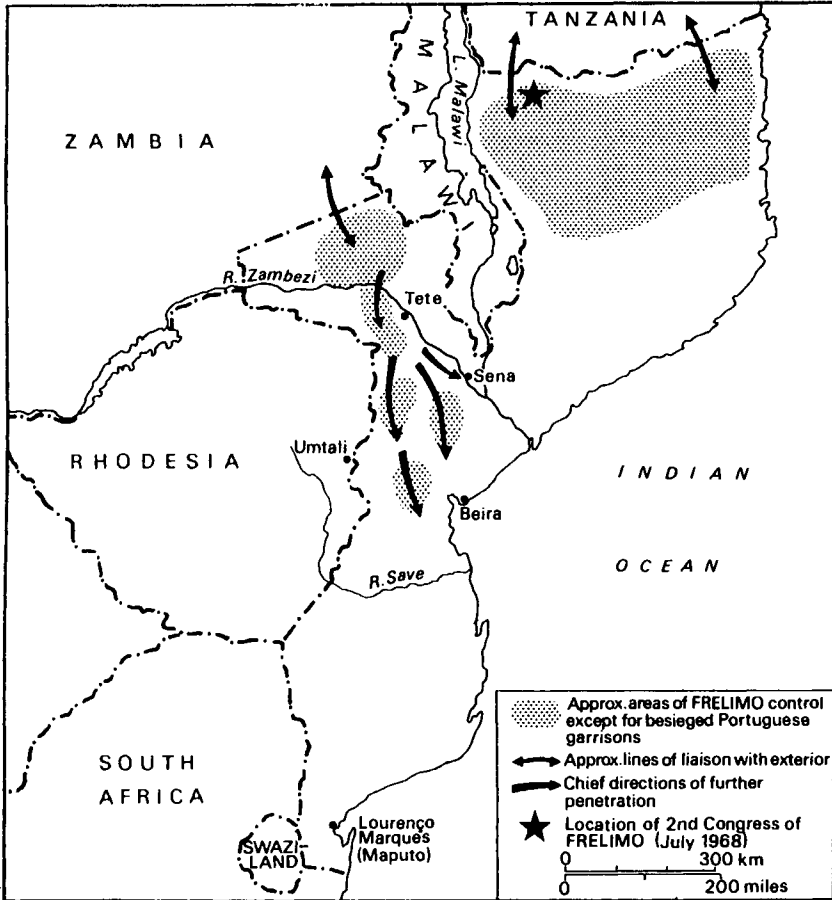 TANZANIA
MALAWI
L. Malawi
ZAMBIA
R. Zambezi
Tete
Sena
Umtali
RHODESIA
INDIAN
OCEAN
Beira
R. Save
SOUTH
AFRICA
SWAZI-
LAND
Lourenço
Marques
(Maputo)
Approx. areas of FRELIMO control
except for besieged Portuguese
garrisons
Approx. lines of liaison with exterior
Chief directions of further
penetration
Location of 2nd Congress of
FRELIMO (July 1968)
0 300 km
0 200 miles